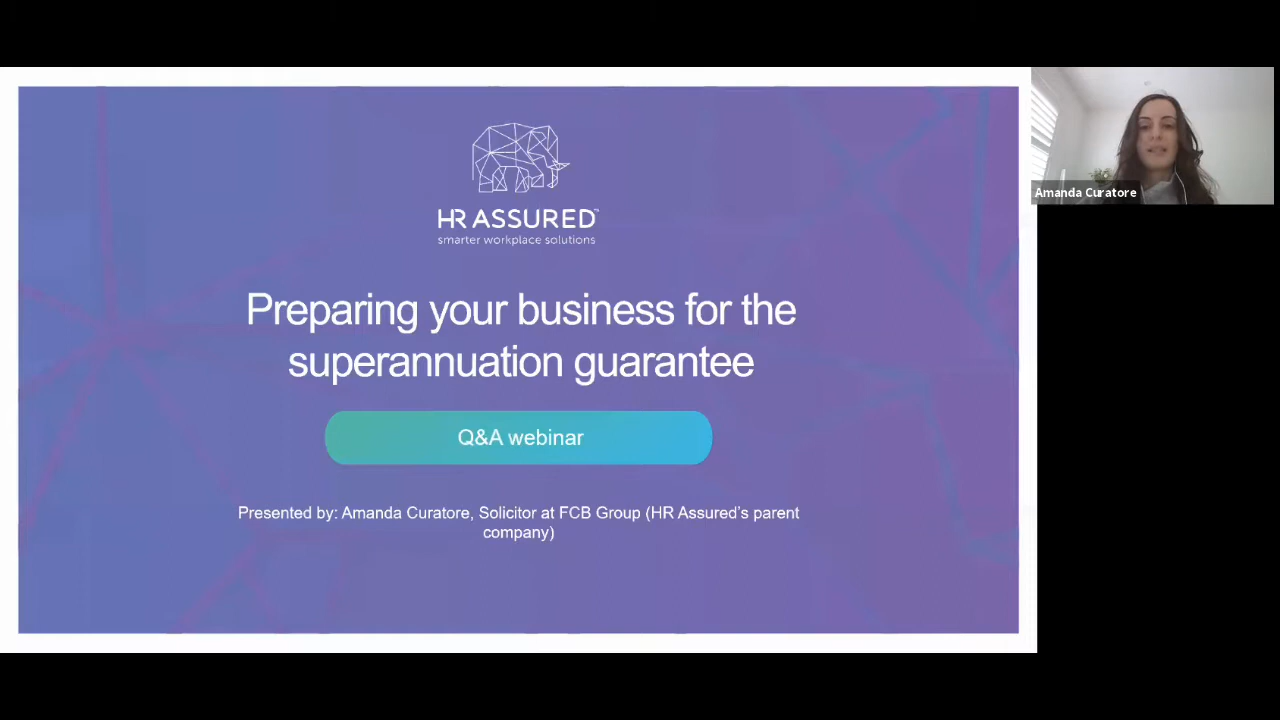 HR ASSURED™
smarter workplace solutions
Preparing your business for the
superannuation guarantee
Q&A webinar
Presented by: Amanda Curatore, Solicitor at FCB Group (HR Assured's parent
company)
Amanda Curatore